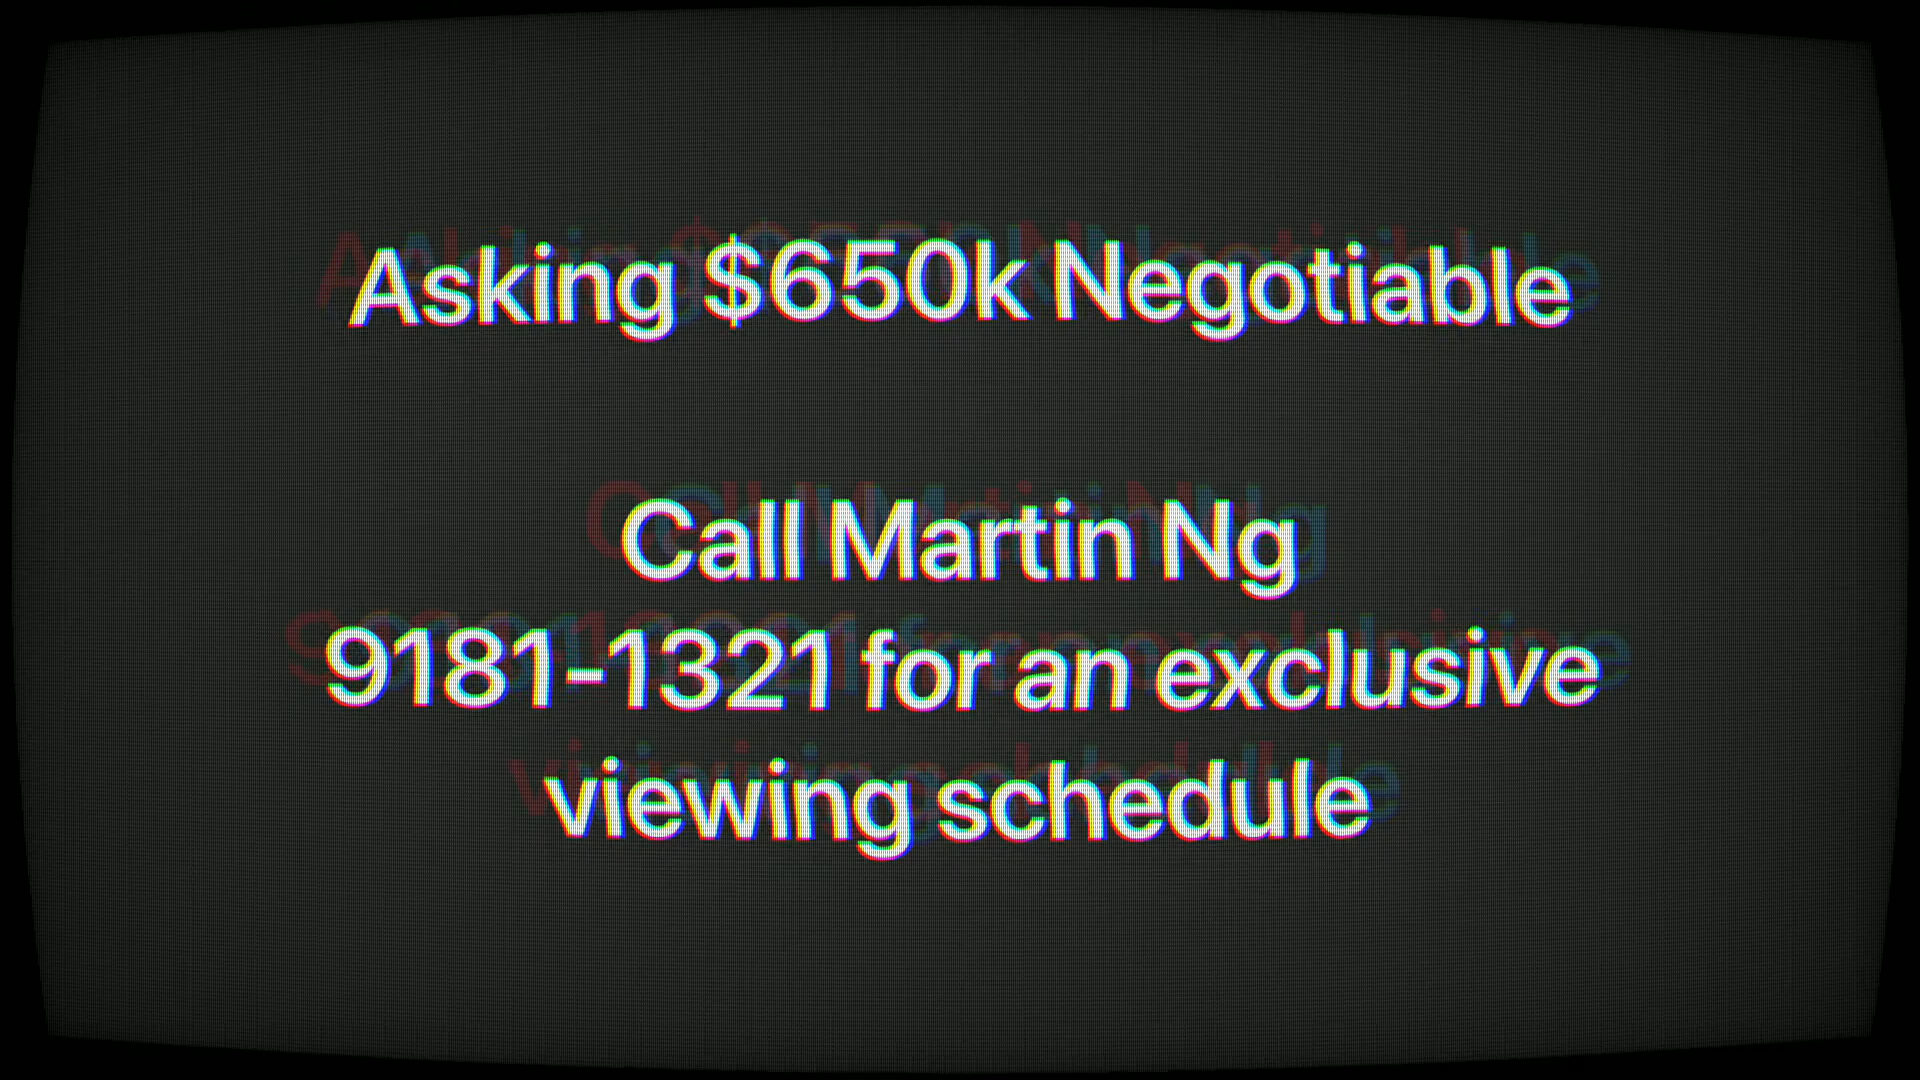 Asking $650k Negotiable
Call Martin Ng
9181-1321 for an exclusive
viewing schedule